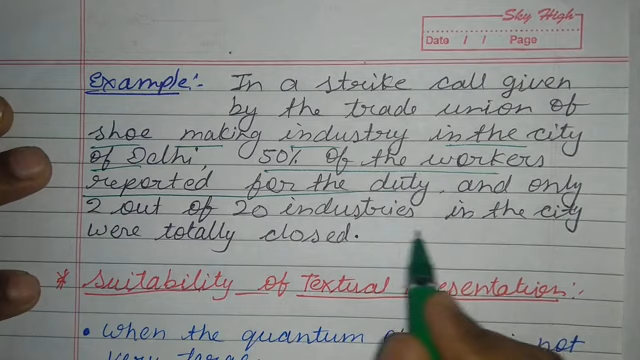 Sky High
Date / / Page
Example:- In a strike call given
by the trade union of
shoe making industry in the city
of Delhi, 50% of the workers
reported for the duty and only
2 out of 20 industries in the city
were totally closed.
* Suitability of Textual :-
• When the quantum not
very